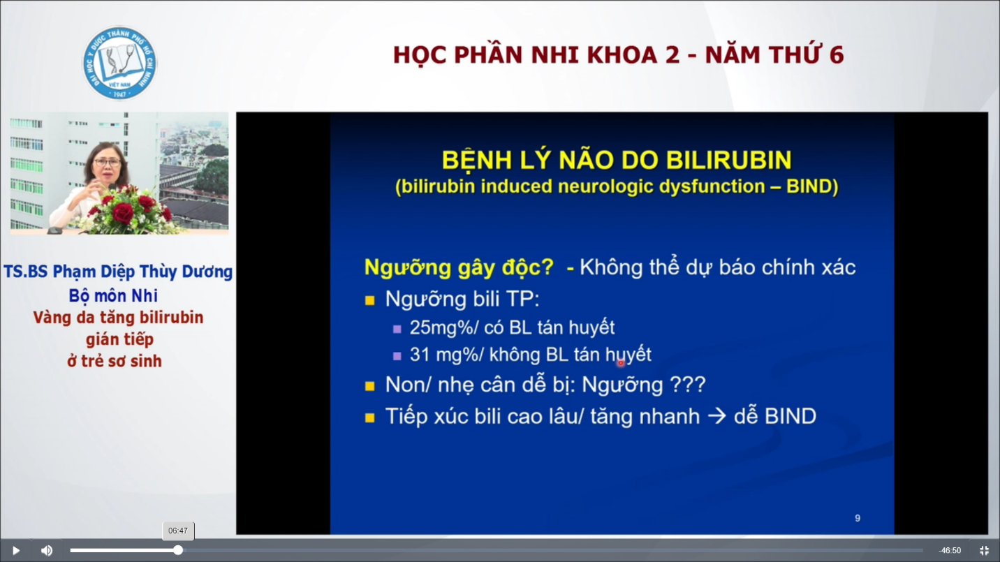 ĐẠI HỌC Y DƯỢC THÀNH PHỐ HỒ CHÍ MINH
VIỆT NAM
1947
HỌC PHẦN NHI KHOA 2 - NĂM THỨ 6
TS.BS Phạm Diệp Thùy Dương
Bộ môn Nhi
Vàng da tăng bilirubin
gián tiếp
ở trẻ sơ sinh
BỆNH LÝ NÃO DO BILIRUBIN
(bilirubin induced neurologic dysfunction – BIND)
Ngưỡng gây độc? - Không thể dự báo chính xác
Ngưỡng bili TP:
25mg%/ có BL tán huyết
31 mg%/ không BL tán huyết
Non/ nhẹ cân dễ bị: Ngưỡng ???
Tiếp xúc bili cao lâu/ tăng nhanh → dễ BIND
9
06:47
-46:50